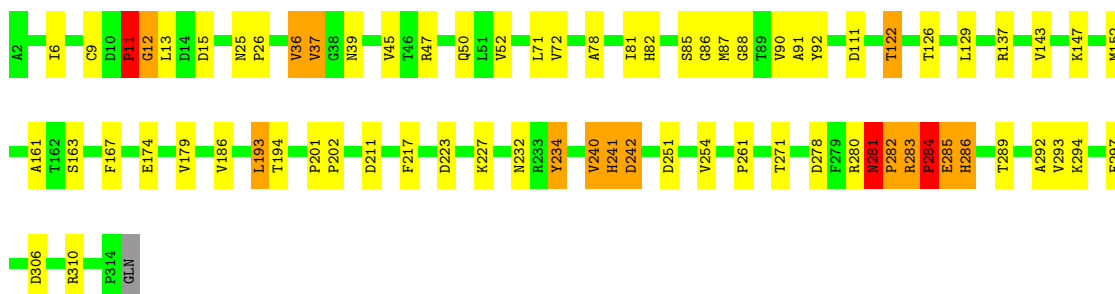 A2 I6 C9 D10 P11 G12 L13 D14 D15 N25 P26 V36 V37 G38 N39 V45 T46 R47 Q50 L51 V52 L71 V72 A78 I81 H82 S85 G86 M87 G88 T89 V90 A91 Y92 D111 T122 T126 L129 R137 V143 K147 M152
A161 T162 S163 F167 E174 V179 V186 L193 T194 P201 P202 D211 F217 D223 K227 N232 R233 Y234 V240 H241 D242 D251 V254 P261 T271 D278 F279 R280 N281 P282 R283 P284 E285 H286 T289 A292 V293 K294
D306 R310 P314 GLN